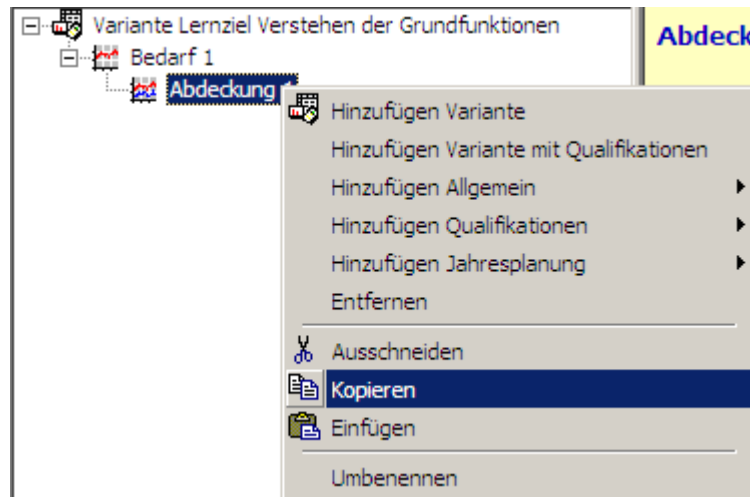 Variante Lernziel Verstehen der Grundfunktionen
Abdeck
Bedarf 1
Abdeckung
Hinzufügen Variante
Hinzufügen Variante mit Qualifikationen
Hinzufügen Allgemein
Hinzufügen Qualifikationen
Hinzufügen Jahresplanung
Entfernen
Ausschneiden
Kopieren
Einfügen
Umbenennen